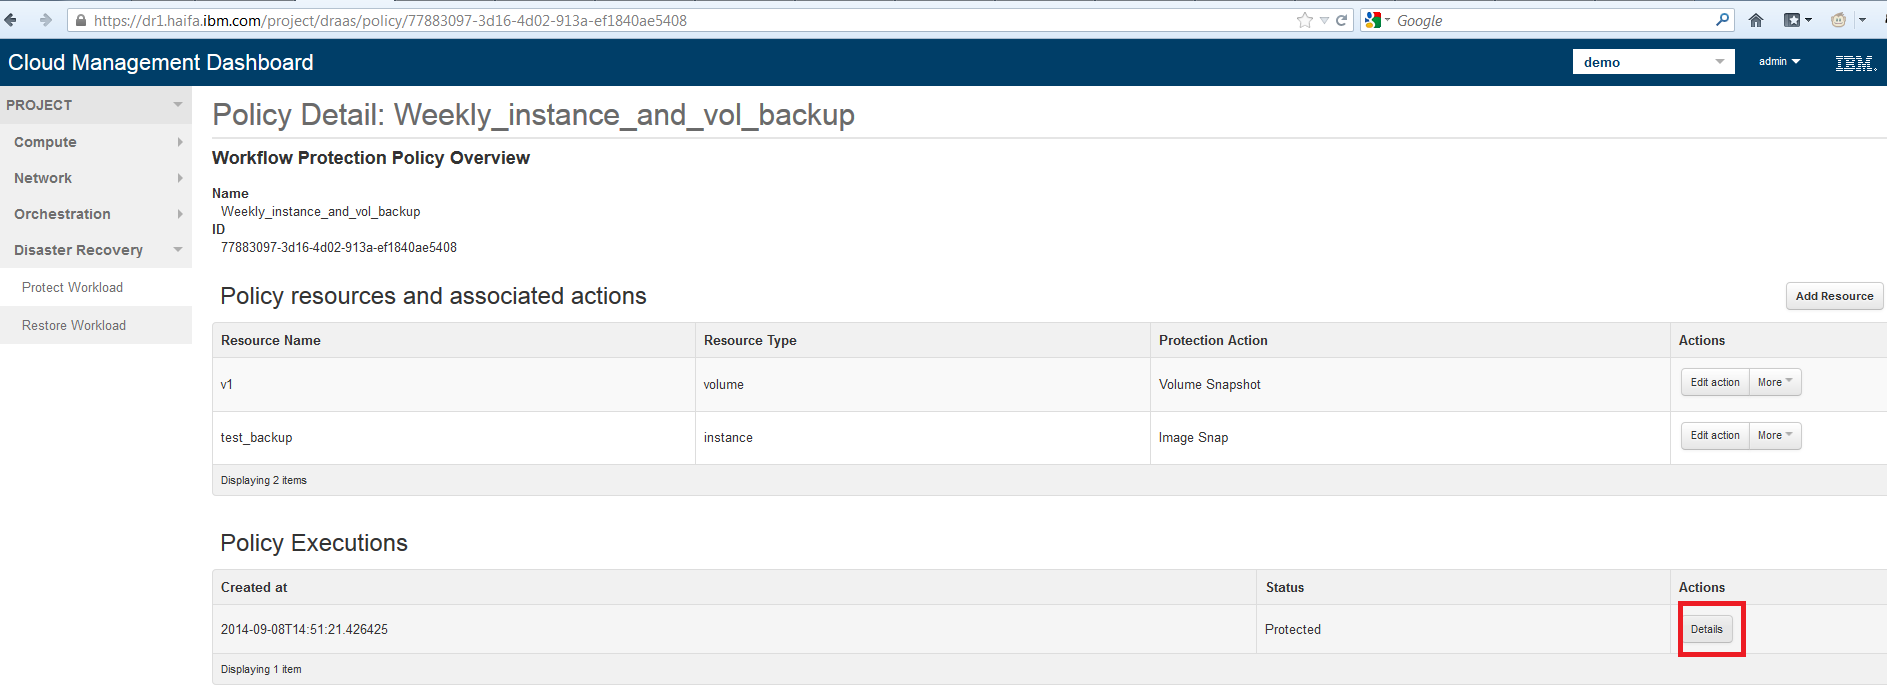 https://dr1.haifa.ibm.com/project/draas/policy/77883097-3d16-4d02-913a-ef1840ae5408
Google
Cloud Management Dashboard
demo
admin
IBM.
PROJECT
Compute
Network
Orchestration
Disaster Recovery
Protect Workload
Restore Workload
Policy Detail: Weekly_instance_and_vol_backup
Workflow Protection Policy Overview
Name
Weekly_instance_and_vol_backup
ID
77883097-3d16-4d02-913a-ef1840ae5408
Policy resources and associated actions
Add Resource
Resource Name Resource Type Protection Action Actions
v1 volume Volume Snapshot Edit action More
test_backup instance Image Snap Edit action More
Displaying 2 items
Policy Executions
Created at Status Actions
2014-09-08T14:51:21.426425 Protected Details
Displaying 1 item